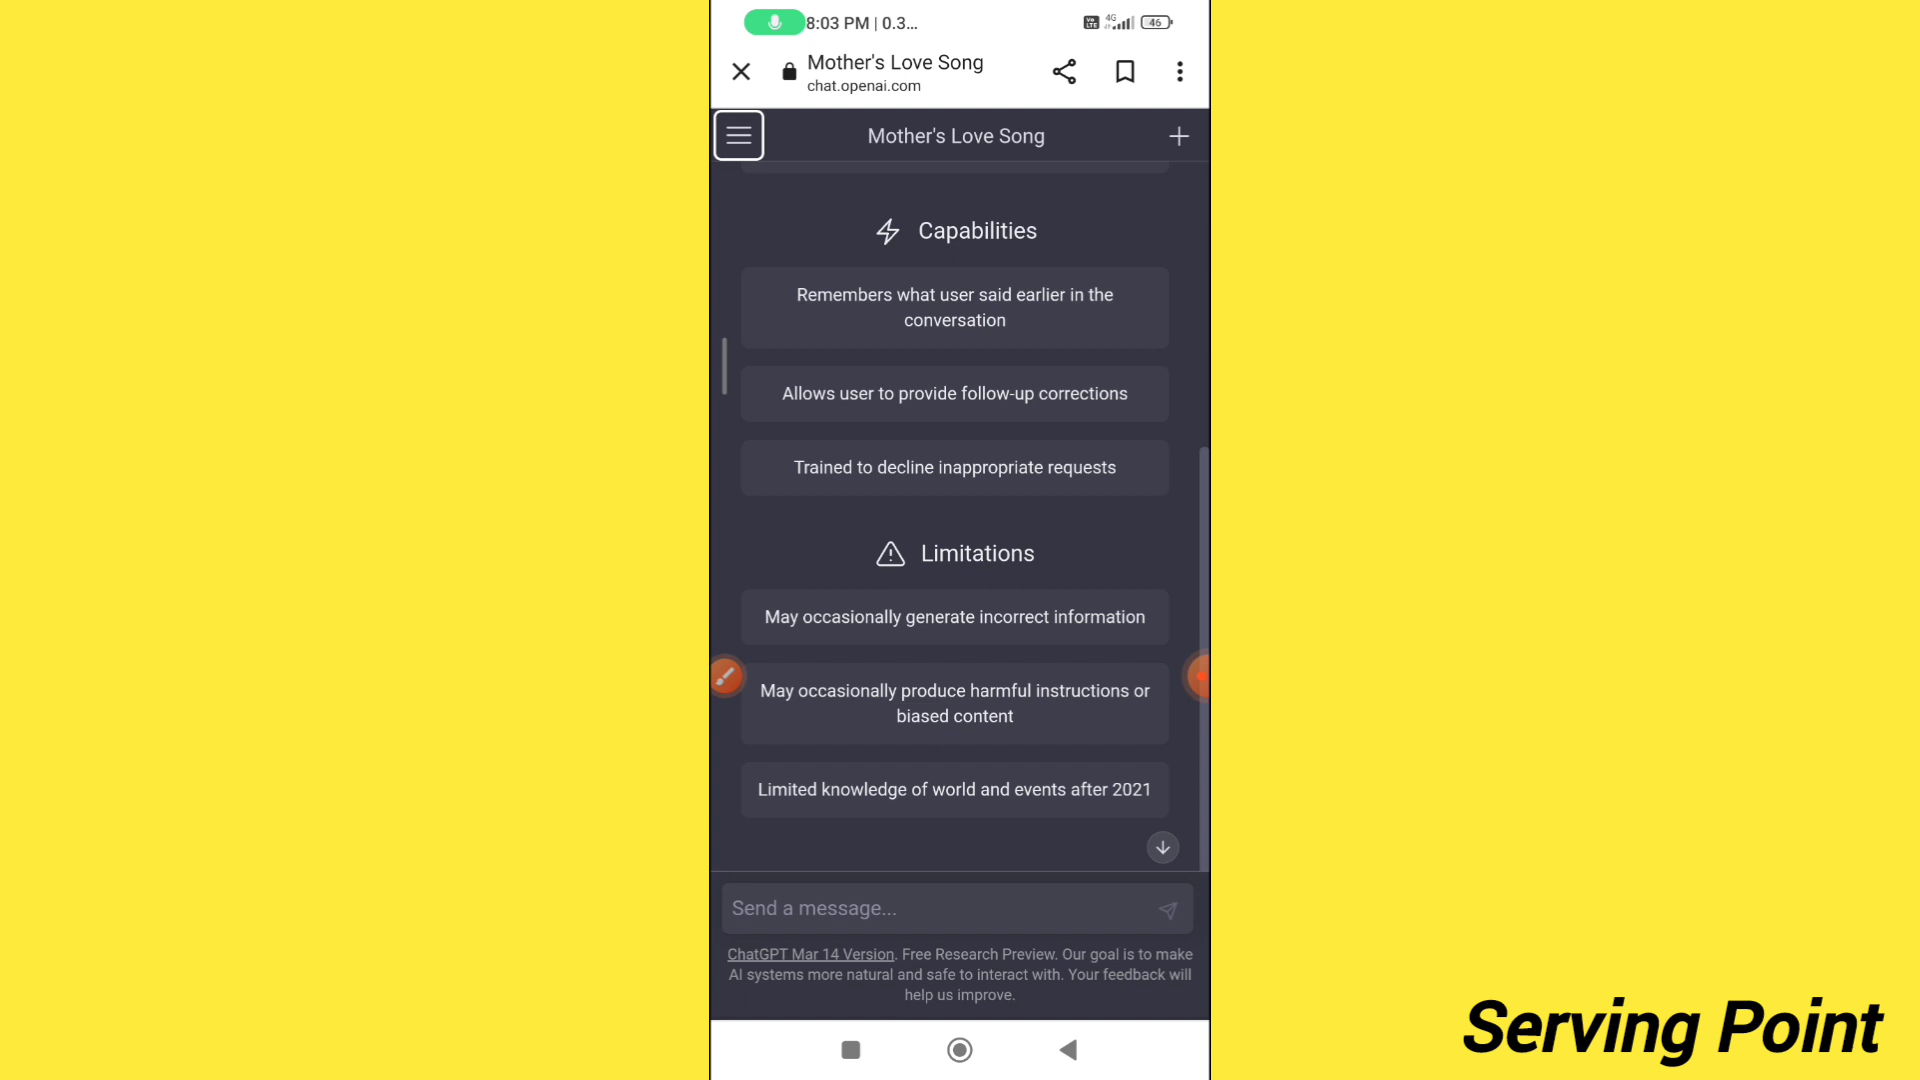 8:03 PM | 0.3...
Vo LTE
4G
46
Mother's Love Song
chat.openai.com
Mother's Love Song
Capabilities
Remembers what user said earlier in the
conversation
Allows user to provide follow-up corrections
Trained to decline inappropriate requests
Limitations
May occasionally generate incorrect information
May occasionally produce harmful instructions or
biased content
Limited knowledge of world and events after 2021
Send a message...
ChatGPT Mar 14 Version. Free Research Preview. Our goal is to make
AI systems more natural and safe to interact with. Your feedback will
help us improve.
Serving Point